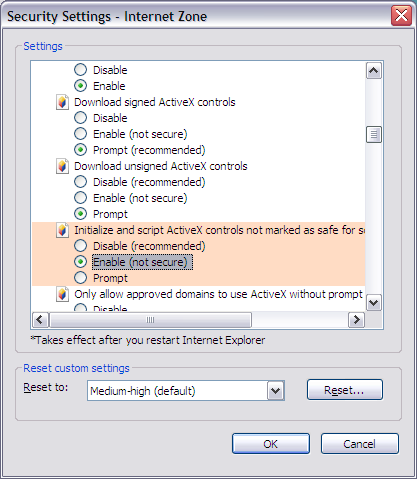 Security Settings - Internet Zone
Settings
Disable
Enable
Download signed ActiveX controls
Disable
Enable (not secure)
Prompt (recommended)
Download unsigned ActiveX controls
Disable (recommended)
Enable (not secure)
Prompt
Initialize and script ActiveX controls not marked as safe for
Disable (recommended)
Enable (not secure)
Prompt
Only allow approved domains to use ActiveX without prompt
Disable
*Takes effect after you restart Internet Explorer
Reset custom settings
Reset to:
Medium-high (default)
Reset...
OK
Cancel